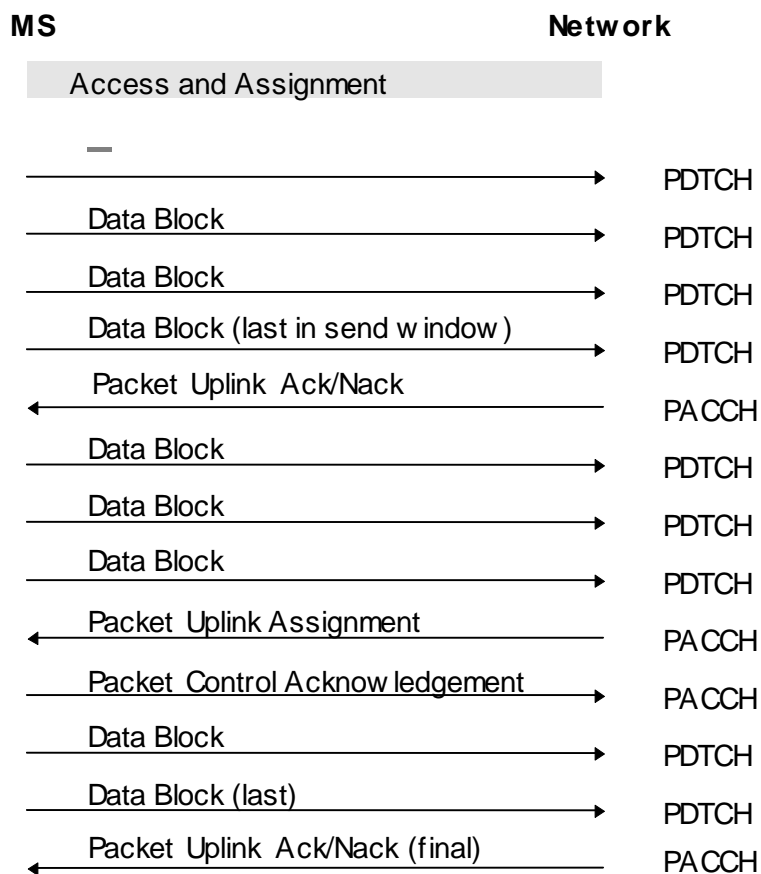 MS Network
Access and Assignment
PDTCH
Data Block
PDTCH
Data Block
PDTCH
Data Block (last in send window)
PDTCH
Packet Uplink Ack/Nack
PACCH
Data Block
PDTCH
Data Block
PDTCH
Data Block
PDTCH
Packet Uplink Assignment
PACCH
Packet Control Acknowledgement
PACCH
Data Block
PDTCH
Data Block (last)
PDTCH
Packet Uplink Ack/Nack (final)
PACCH